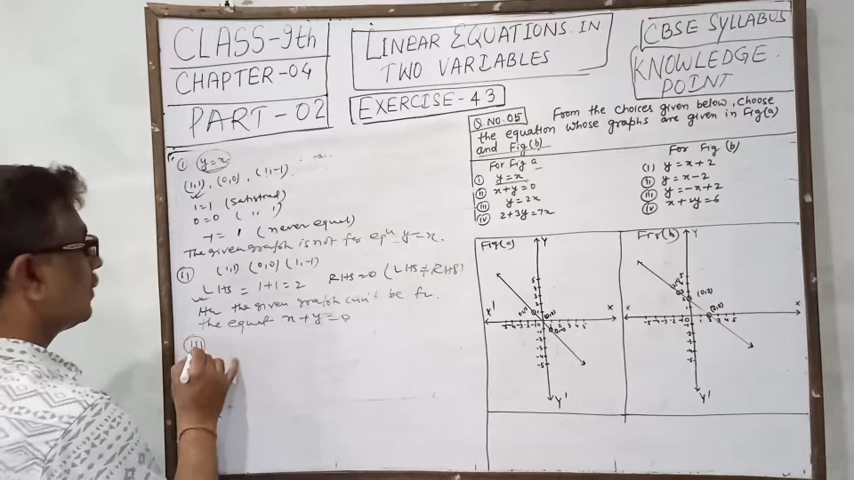 CLASS-9th
CHAPTER-04
PART-02
LINEAR EQUATIONS IN
TWO VARIABLES
EXERCISE-43
CBSE SYLLABUS
KNOWLEDGE
POINT
Q.NO.05 From the choices given below, choose
the equation whose graphs are given in Fig(a)
and Fig(b)
For Fig a
(i) y=x
(ii) x+y=0
(iii) y=2x
(iv) 2+3y=7x
For Fig (b)
(i) y=x+2
(ii) y=x-2
(iii) y=-x+2
(iv) x+2y=6
(i) y=x
(1,1), (0,0), (1,-1)
1=1 (satisfied)
0=0 ( " " )
-1= 1 (never equal)
The given graph is not for eqn y=x.
(ii) (1,1) (0,0) (1,-1)
LHS = 1+1=2 RHS=0 (LHS≠RHS)
the given graph can't be for
the equat x+y=0
Fig(a)
Y
X'
Y'
Fig(b)
Y
X
X
Y'